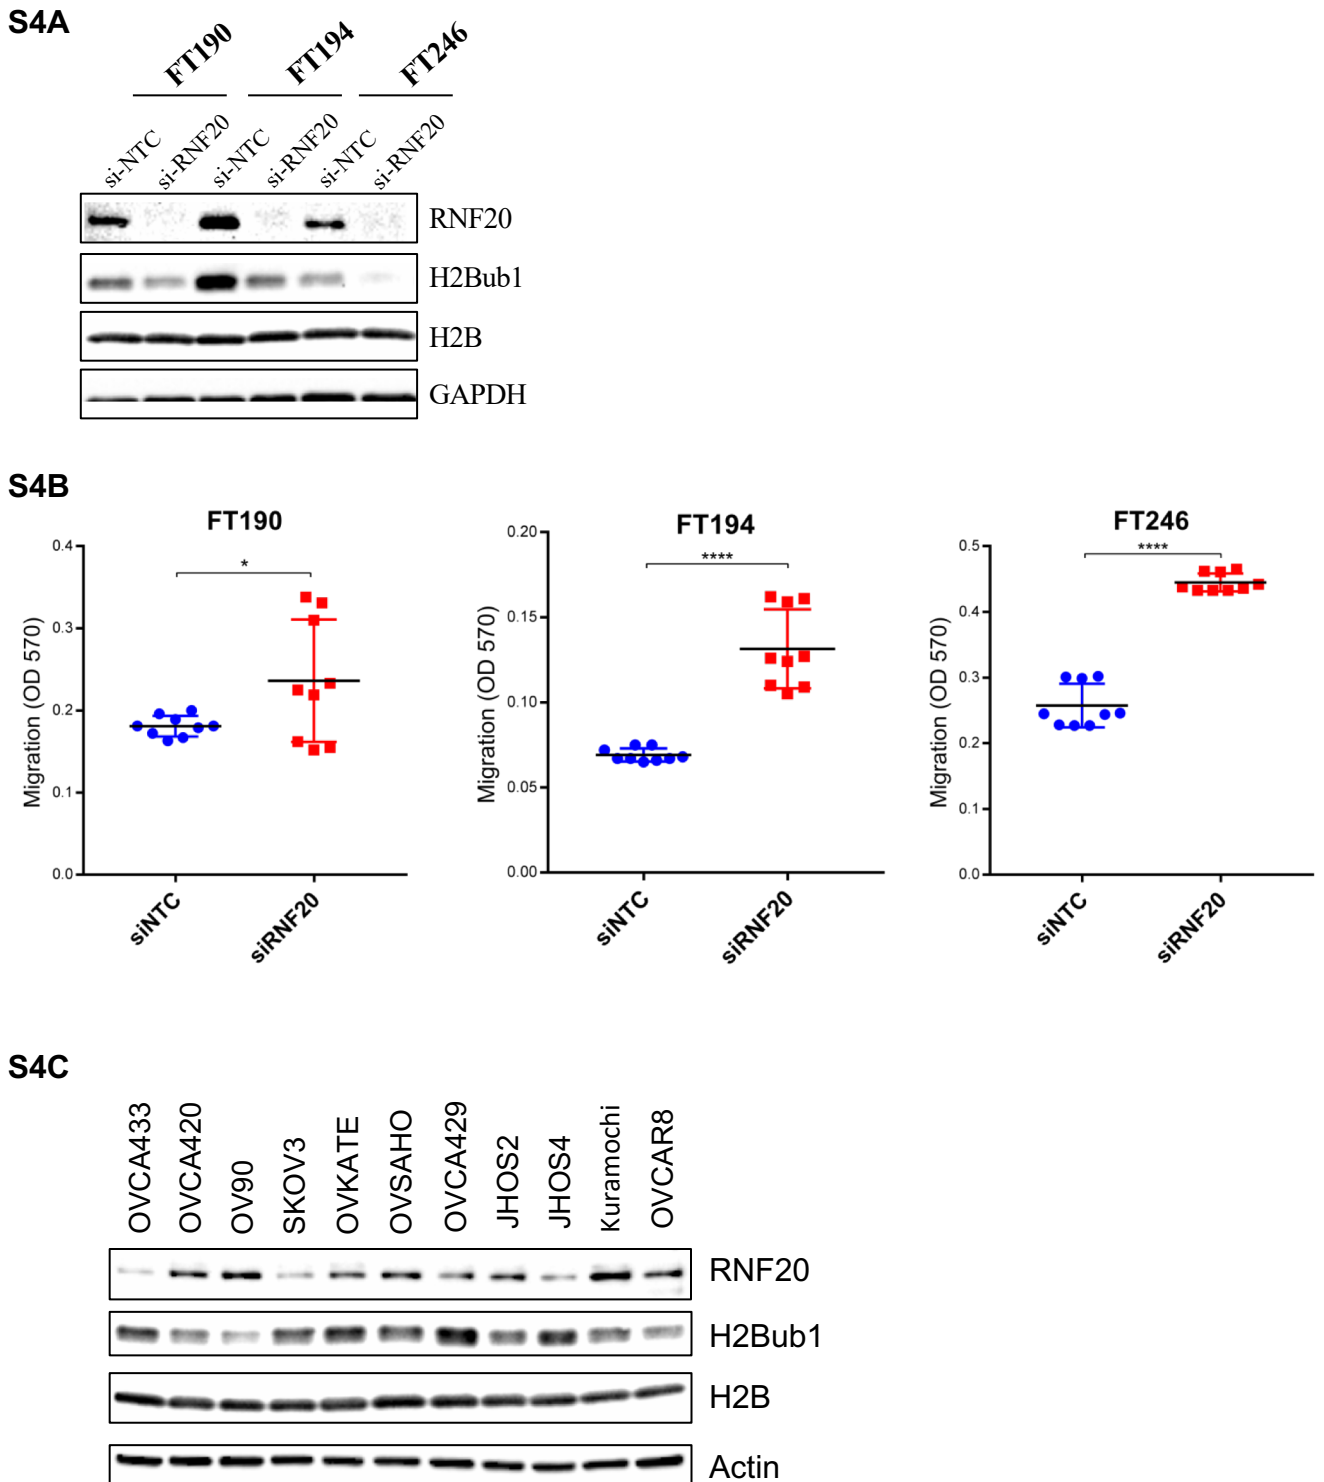 S4A
FT190 FT194 FT246
si-NTC si-RNF20 si-NTC si-RNF20 si-NTC si-RNF20
RNF20
H2Bub1
H2B
GAPDH
S4B
FT190
*
Migration (OD 570)
0.4
0.3
0.2
0.1
0.0
siNTC siRNF20
FT194
****
Migration (OD 570)
0.20
0.15
0.10
0.05
0.00
siNTC siRNF20
FT246
****
Migration (OD 570)
0.5
0.4
0.3
0.2
0.1
0.0
siNTC siRNF20
S4C
OVCA433 OVCA420 OV90 SKOV3 OVKATE OVSAHO OVCA429 JHOS2 JHOS4 Kuramochi OVCAR8
RNF20
H2Bub1
H2B
Actin